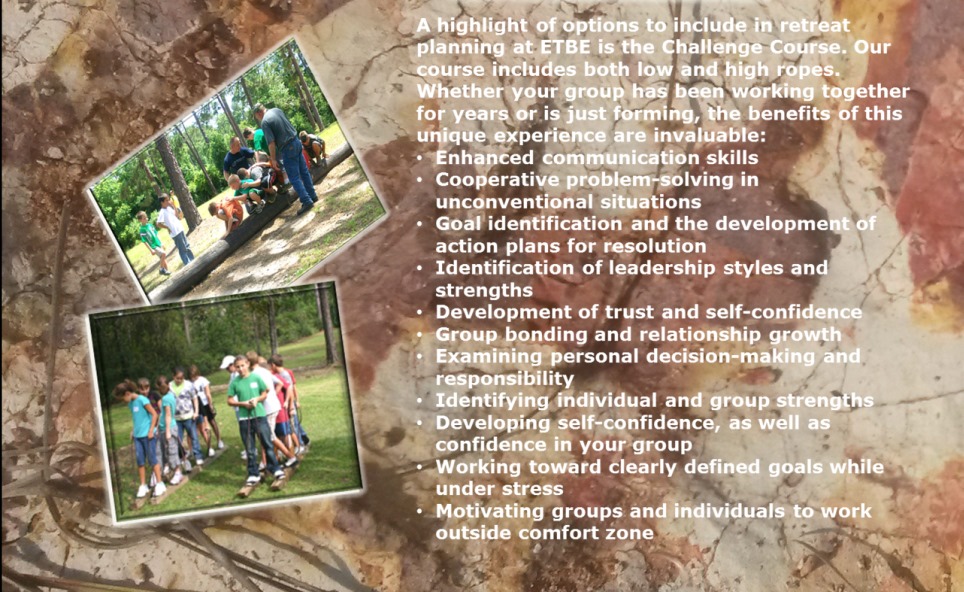 A highlight of options to include in retreat
planning at ETBE is the Challenge Course. Our
course includes both low and high ropes.
Whether your group has been working together
for years or is just forming, the benefits of this
unique experience are invaluable:
• Enhanced communication skills
• Cooperative problem-solving in
unconventional situations
• Goal identification and the development of
action plans for resolution
• Identification of leadership styles and
strengths
• Development of trust and self-confidence
• Group bonding and relationship growth
• Examining personal decision-making and
responsibility
• Identifying individual and group strengths
• Developing self-confidence, as well as
confidence in your group
• Working toward clearly defined goals while
under stress
• Motivating groups and individuals to work
outside comfort zone